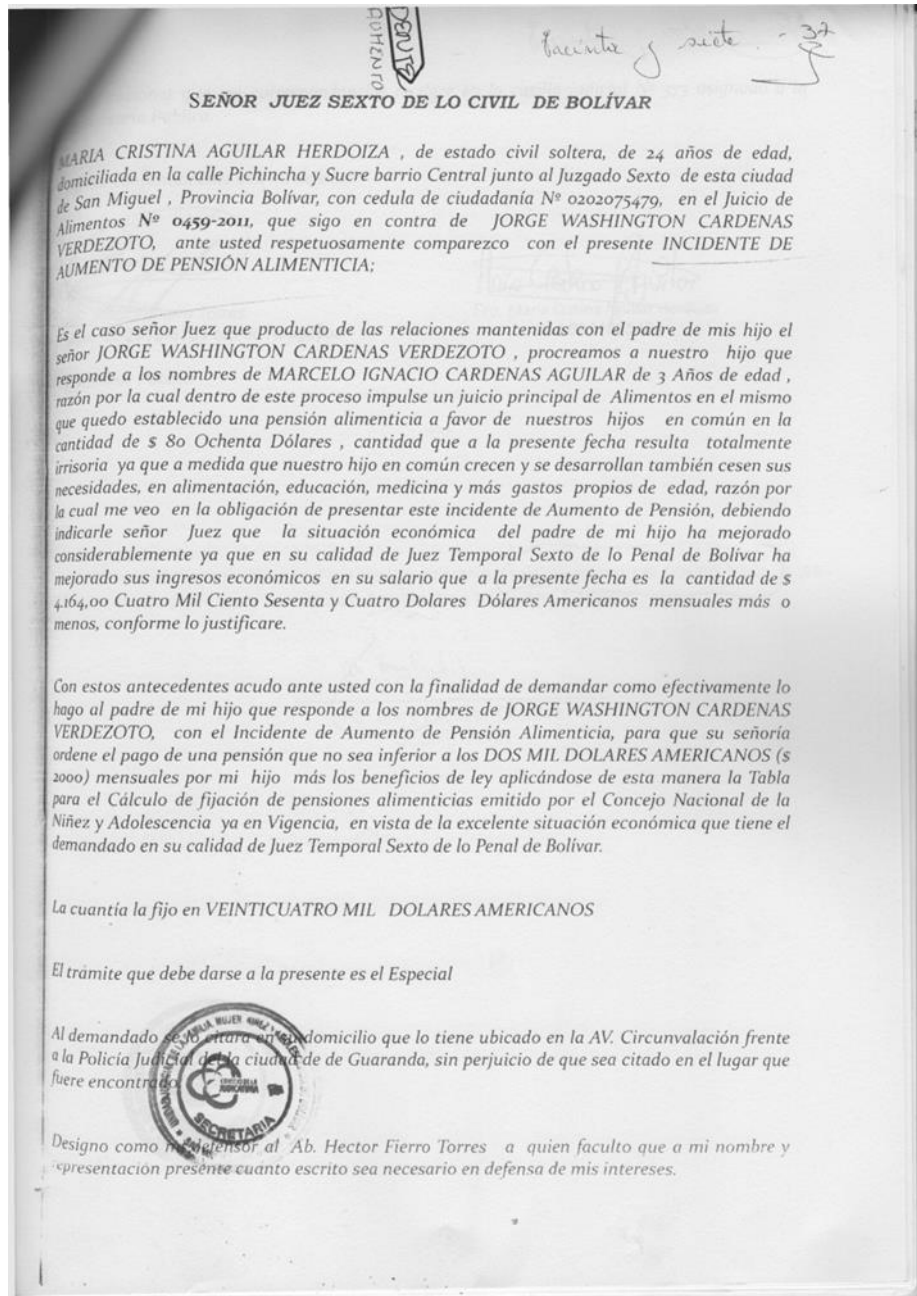 AUMENTO
treinta y siete - 37
SEÑOR JUEZ SEXTO DE LO CIVIL DE BOLÍVAR
MARIA CRISTINA AGUILAR HERDOIZA , de estado civil soltera, de 24 años de edad,
domiciliada en la calle Pichincha y Sucre barrio Central junto al Juzgado Sexto de esta ciudad
de San Miguel , Provincia Bolívar, con cedula de ciudadanía Nº 0202075479, en el Juicio de
Alimentos Nº 0459-2011, que sigo en contra de JORGE WASHINGTON CARDENAS
VERDEZOTO, ante usted respetuosamente comparezco con el presente INCIDENTE DE
AUMENTO DE PENSIÓN ALIMENTICIA;
Es el caso señor Juez que producto de las relaciones mantenidas con el padre de mis hijo el
señor JORGE WASHINGTON CARDENAS VERDEZOTO , procreamos a nuestro hijo que
responde a los nombres de MARCELO IGNACIO CARDENAS AGUILAR de 3 Años de edad ,
razón por la cual dentro de este proceso impulse un juicio principal de Alimentos en el mismo
que quedo establecido una pensión alimenticia a favor de nuestros hijos en común en la
cantidad de $ 80 Ochenta Dólares , cantidad que a la presente fecha resulta totalmente
irrisoria ya que a medida que nuestro hijo en común crecen y se desarrollan también cesen sus
necesidades, en alimentación, educación, medicina y más gastos propios de edad, razón por
la cual me veo en la obligación de presentar este incidente de Aumento de Pensión, debiendo
indicarle señor Juez que la situación económica del padre de mi hijo ha mejorado
considerablemente ya que en su calidad de Juez Temporal Sexto de lo Penal de Bolívar ha
mejorado sus ingresos económicos en su salario que a la presente fecha es la cantidad de $
4.164,00 Cuatro Mil Ciento Sesenta y Cuatro Dolares Dólares Americanos mensuales más o
menos, conforme lo justificare.
Con estos antecedentes acudo ante usted con la finalidad de demandar como efectivamente lo
hago al padre de mi hijo que responde a los nombres de JORGE WASHINGTON CARDENAS
VERDEZOTO, con el Incidente de Aumento de Pensión Alimenticia, para que su señoría
ordene el pago de una pensión que no sea inferior a los DOS MIL DOLARES AMERICANOS ($
2000) mensuales por mi hijo más los beneficios de ley aplicándose de esta manera la Tabla
para el Cálculo de fijación de pensiones alimenticias emitido por el Concejo Nacional de la
Niñez y Adolescencia ya en Vigencia, en vista de la excelente situación económica que tiene el
demandado en su calidad de Juez Temporal Sexto de lo Penal de Bolívar.
La cuantía la fijo en VEINTICUATRO MIL DOLARES AMERICANOS
El trámite que debe darse a la presente es el Especial
Al demandado se lo citara en domicilio que lo tiene ubicado en la AV. Circunvalación frente
a la Policía Judicial de la ciudad de de Guaranda, sin perjuicio de que sea citado en el lugar que
fuere encontrado
SECRETARIA
Designo como mi defensor al Ab. Hector Fierro Torres a quien faculto que a mi nombre y
representación presente cuanto escrito sea necesario en defensa de mis intereses.